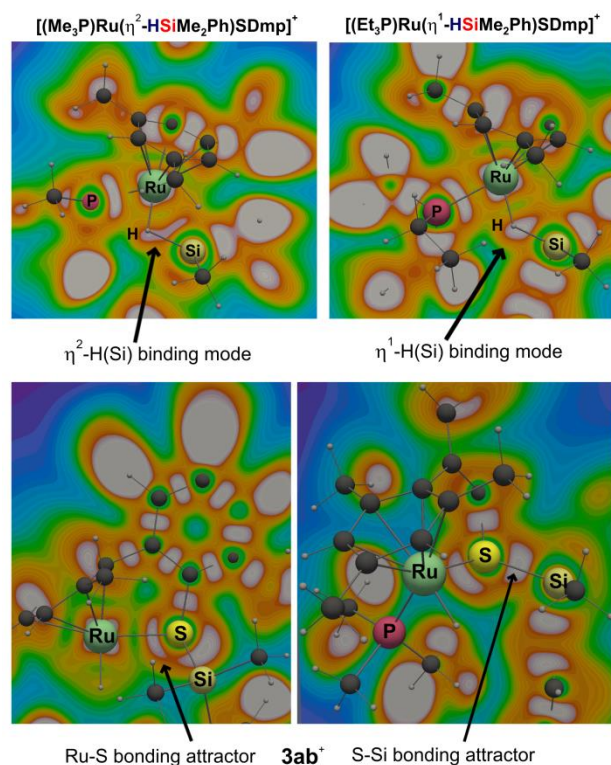 [(Me₃P)Ru(η²-HSiMe₂Ph)SDmp]⁺
[(Et₃P)Ru(η¹-HSiMe₂Ph)SDmp]⁺
Ru
P
H
Si
Ru
P
H
Si
η²-H(Si) binding mode
η¹-H(Si) binding mode
Ru
S
Si
Ru
S
Si
P
Ru-S bonding attractor
3ab⁺
S-Si bonding attractor